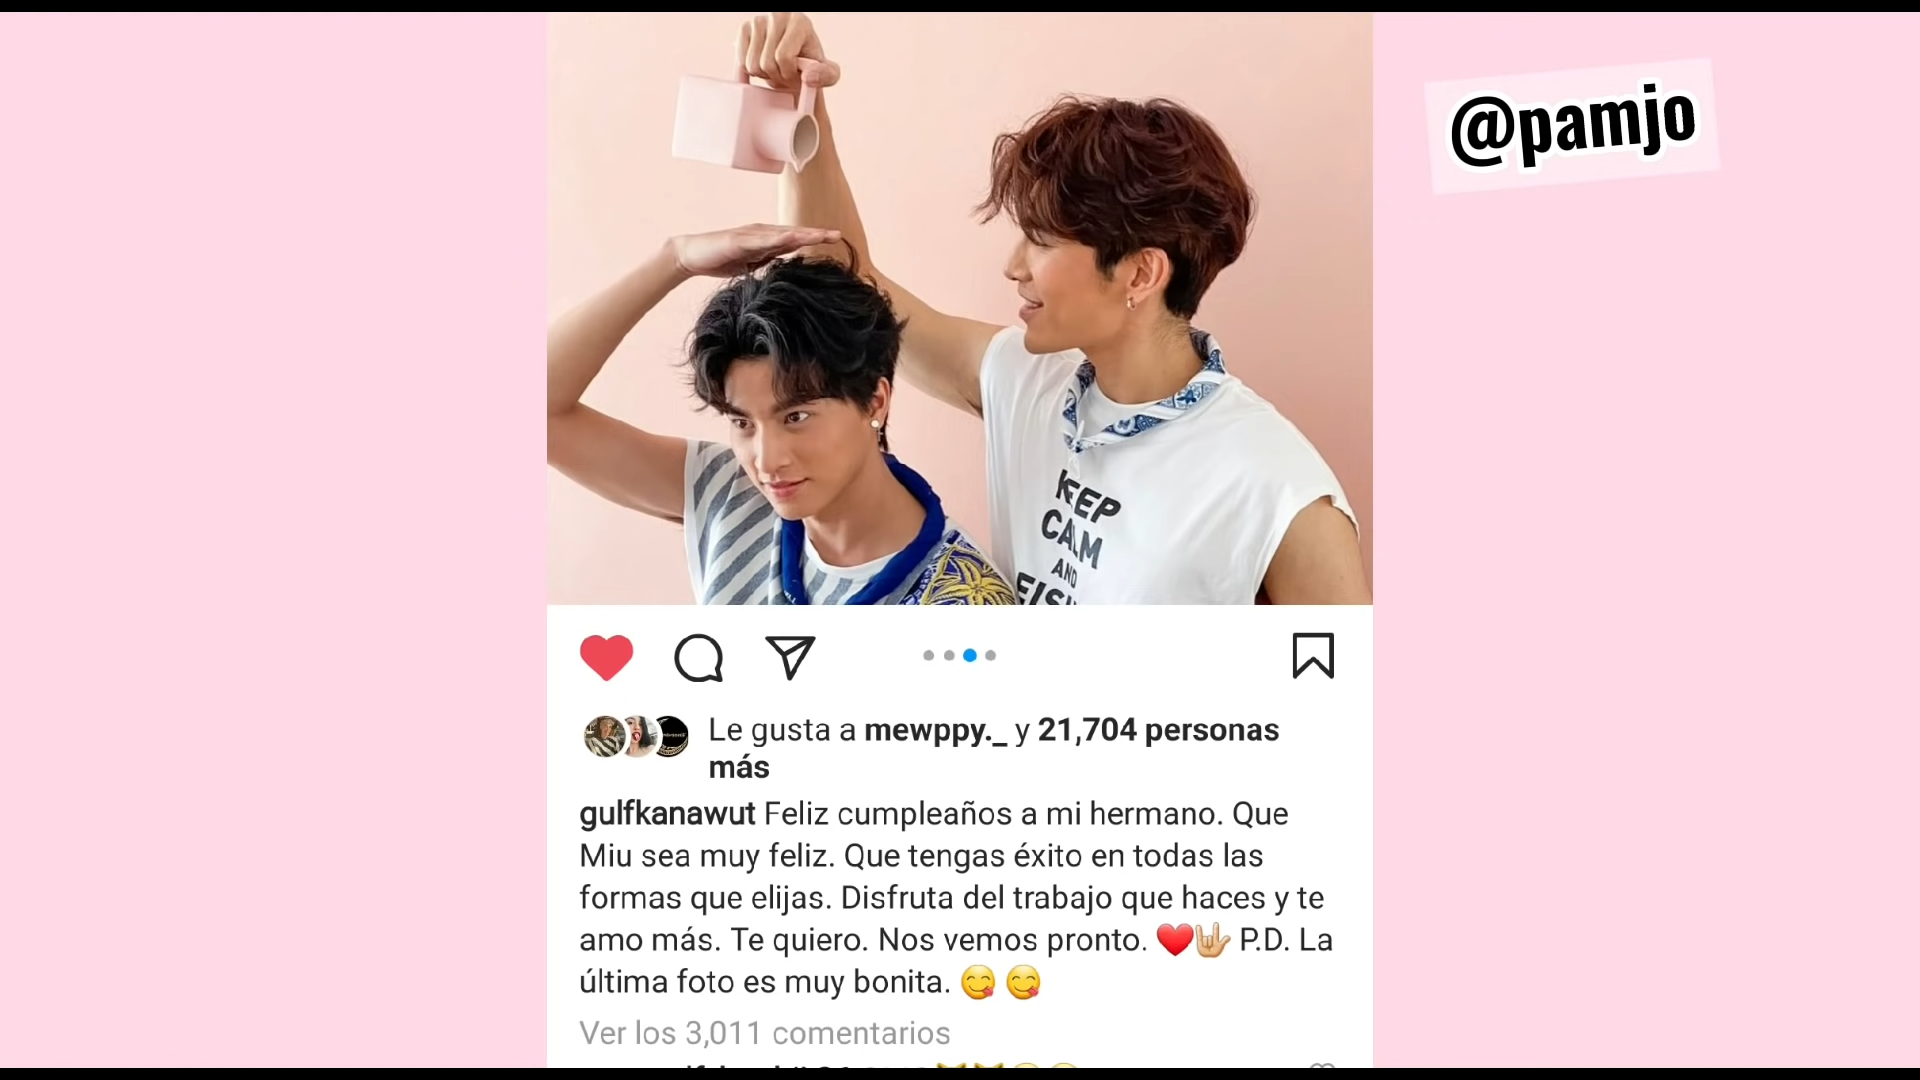 @pamjo
KEEP
CALM
AND
Le gusta a mewppy._ y 21,704 personas
más
gulfkanawut Feliz cumpleaños a mi hermano. Que
Miu sea muy feliz. Que tengas éxito en todas las
formas que elijas. Disfruta del trabajo que haces y te
amo más. Te quiero. Nos vemos pronto. ❤️🤟🏼 P.D. La
última foto es muy bonita. 😋 😋
Ver los 3,011 comentarios